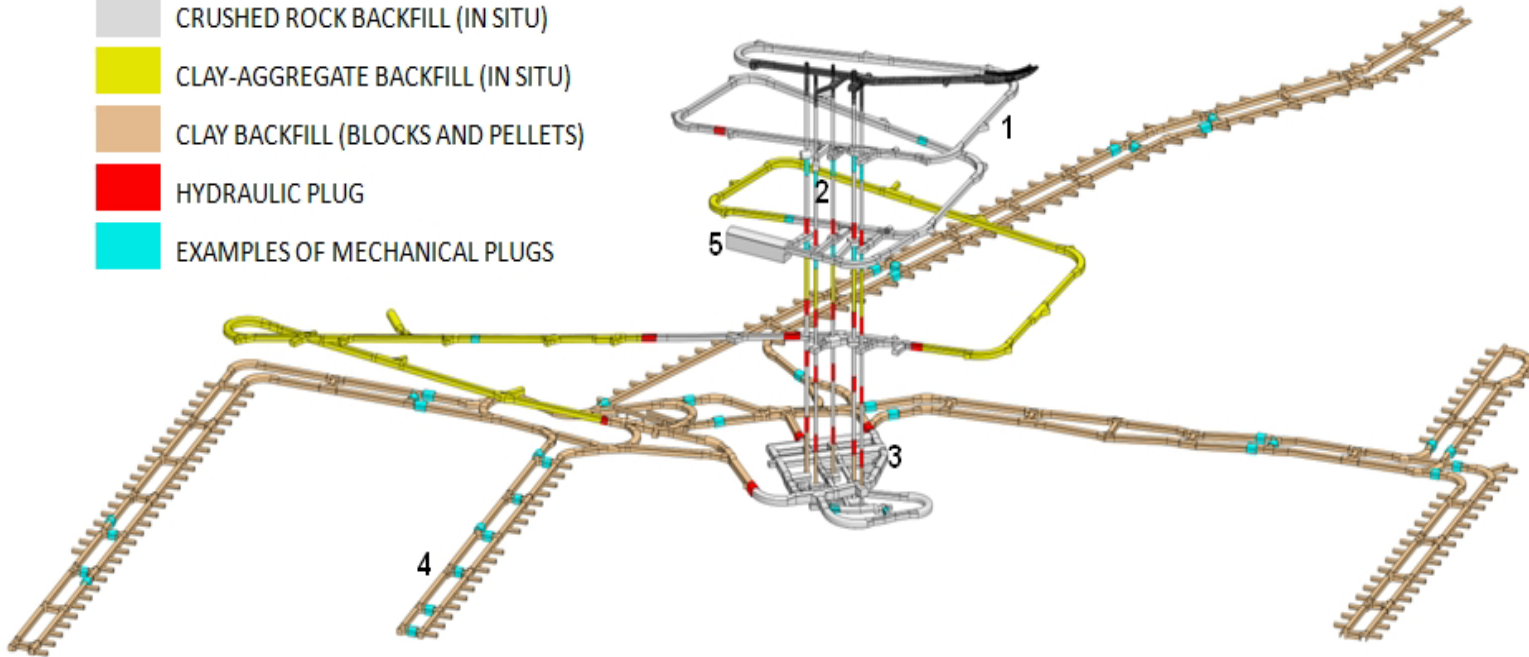 CRUSHED ROCK BACKFILL (IN SITU)
CLAY-AGGREGATE BACKFILL (IN SITU)
CLAY BACKFILL (BLOCKS AND PELLETS)
HYDRAULIC PLUG
EXAMPLES OF MECHANICAL PLUGS
1
2
5
3
4